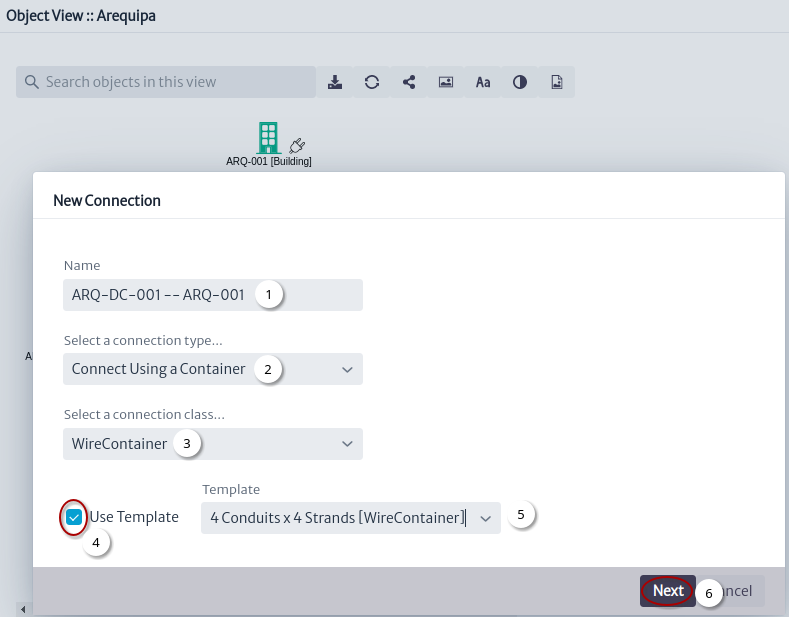 Object View :: Arequipa
Search objects in this view
Aa
ARQ-001 [Building]
New Connection
Name
ARQ-DC-001 -- ARQ-001 1
Select a connection type...
Connect Using a Container 2
Select a connection class...
WireContainer 3
Template
Use Template 4 Conduits x 4 Strands [WireContainer] 5
4
Next 6